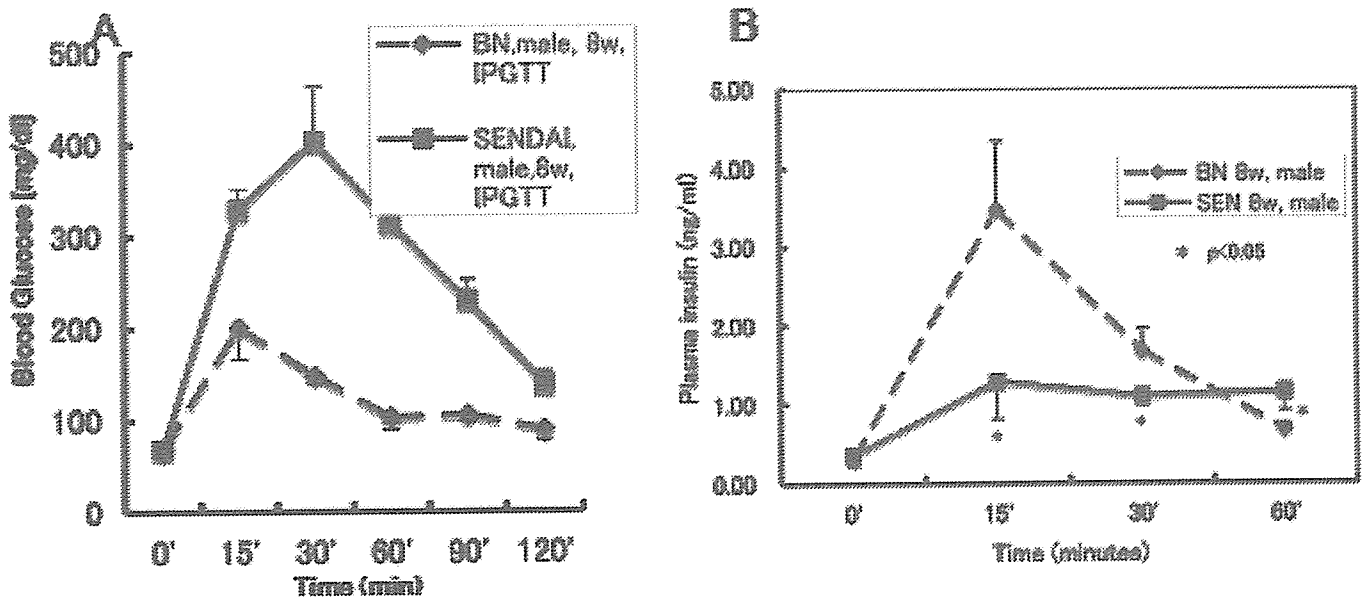 A
500
400
300
200
100
0
Blood Glucose [mg/dl]
0' 15' 30' 60' 90' 120'
Time (min)
BN,male, 8w,
IPGTT
SENDAI,
male,8w,
IPGTT
B
5.00
4.00
3.00
2.00
1.00
0.00
Plasma insulin (ng/ml)
0' 15' 30' 60'
Time (minutes)
BN 8w, male
SEN 8w, male
* p<0.05
*
*
*